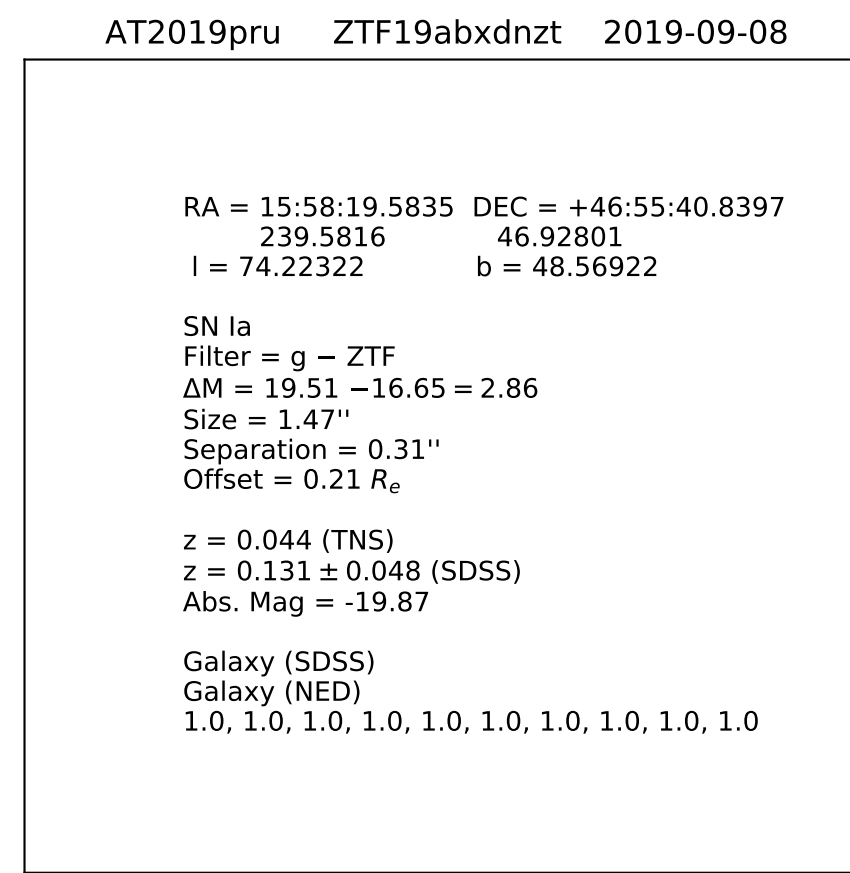 AT2019pru ZTF19abxdnzt 2019-09-08
RA = 15:58:19.5835 DEC = +46:55:40.8397
239.5816 46.92801
l = 74.22322 b = 48.56922
SN Ia
Filter = g − ZTF
ΔM = 19.51 −16.65 = 2.86
Size = 1.47''
Separation = 0.31''
Offset = 0.21 Rₑ
z = 0.044 (TNS)
z = 0.131 ± 0.048 (SDSS)
Abs. Mag = -19.87
Galaxy (SDSS)
Galaxy (NED)
1.0, 1.0, 1.0, 1.0, 1.0, 1.0, 1.0, 1.0, 1.0, 1.0